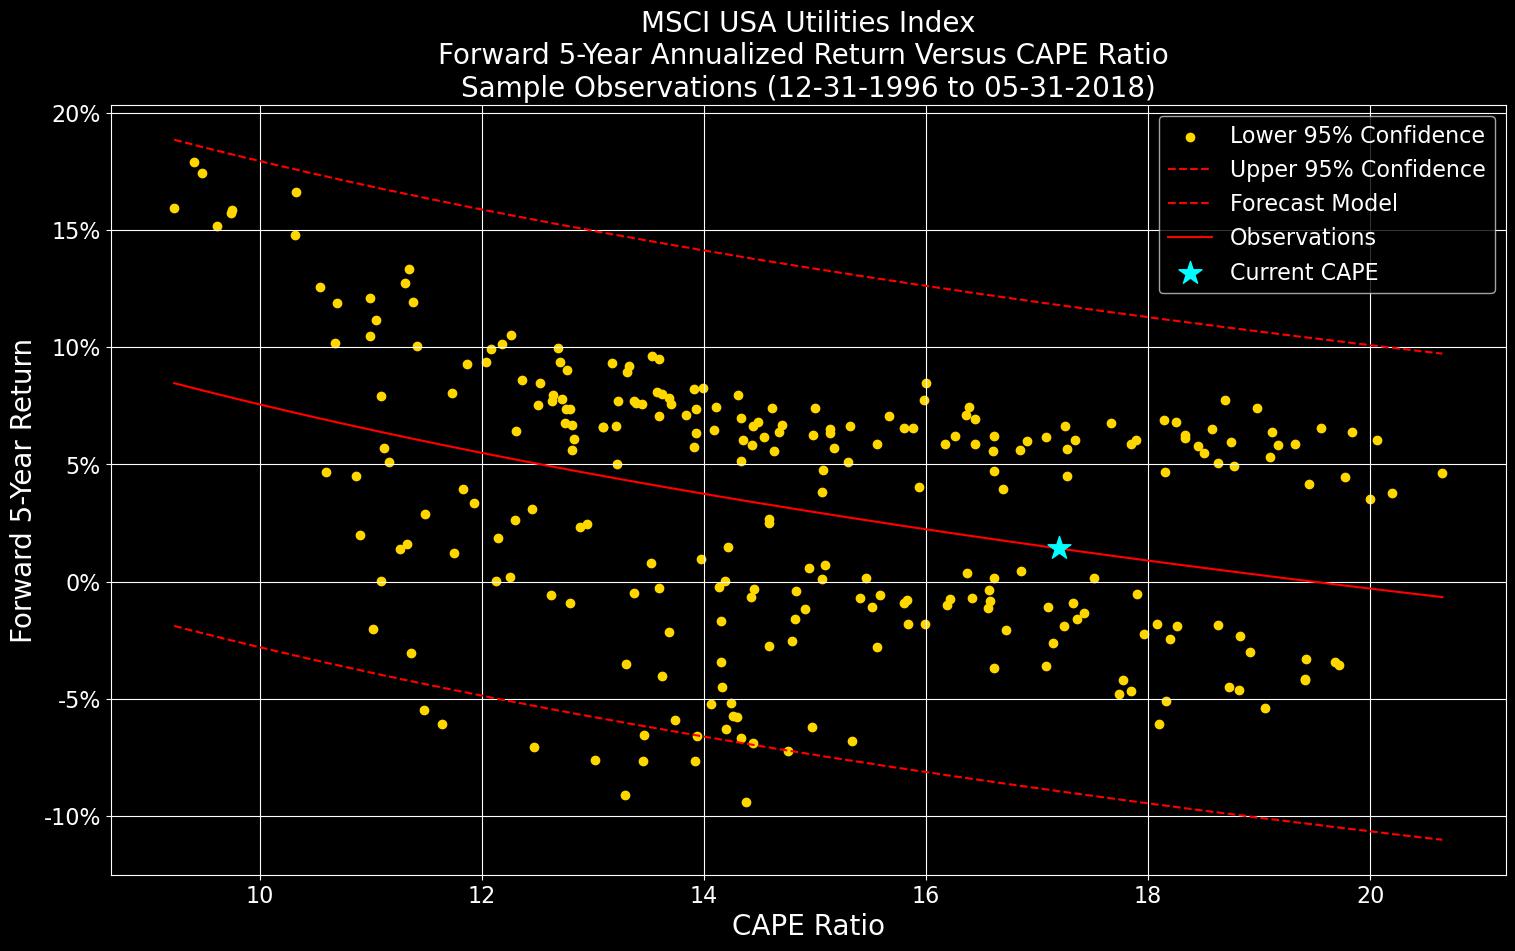 MSCI USA Utilities Index
Forward 5-Year Annualized Return Versus CAPE Ratio
Sample Observations (12-31-1996 to 05-31-2018)
Lower 95% Confidence
Upper 95% Confidence
Forecast Model
Observations
Current CAPE
Forward 5-Year Return
20%
15%
10%
5%
0%
-5%
-10%
10
12
14
16
18
20
CAPE Ratio